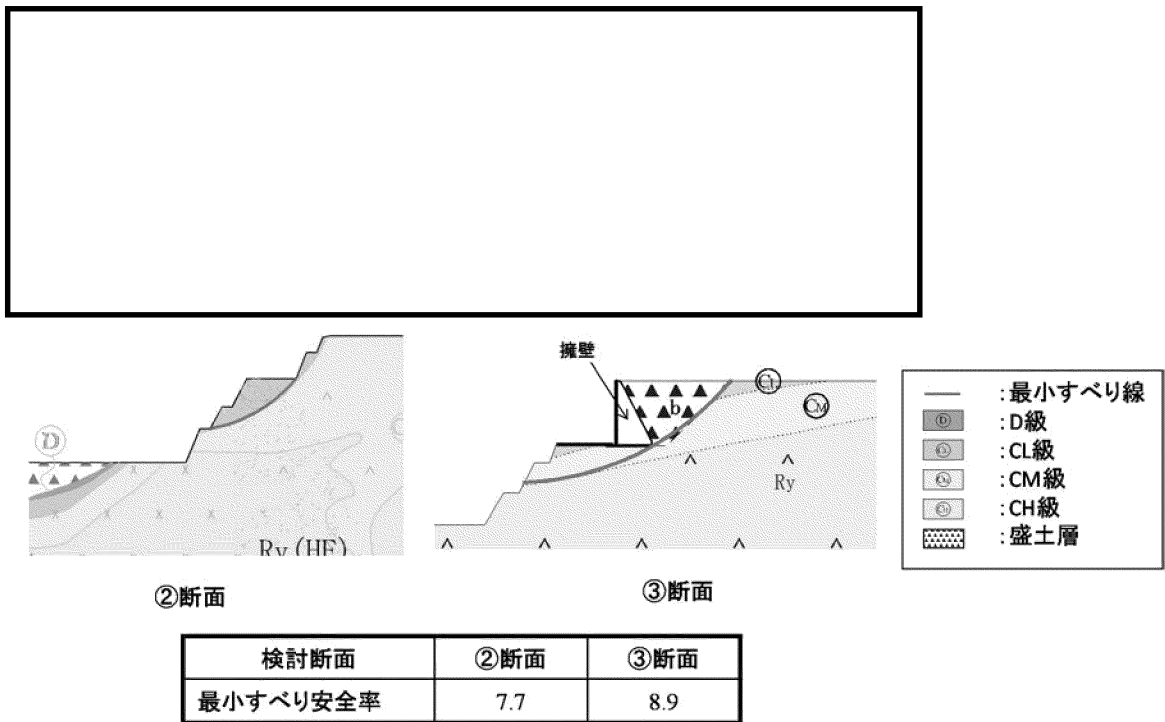 擁壁
b
CL
CM
D
Ry
Ry (HF)
②断面
③断面
:最小すべり線
D :D級
CL :CL級
:CM級
:CH級
:盛土層
検討断面 ②断面 ③断面
最小すべり安全率 7.7 8.9